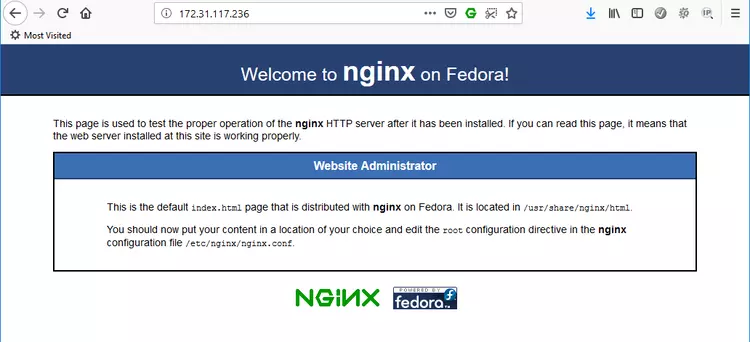 172.31.117.236
Most Visited
Welcome to nginx on Fedora!
This page is used to test the proper operation of the nginx HTTP server after it has been installed. If you can read this page, it means that
the web server installed at this site is working properly.
Website Administrator
This is the default index.html page that is distributed with nginx on Fedora. It is located in /usr/share/nginx/html.
You should now put your content in a location of your choice and edit the root configuration directive in the nginx
configuration file /etc/nginx/nginx.conf.
NGINX
POWERED BY
fedora